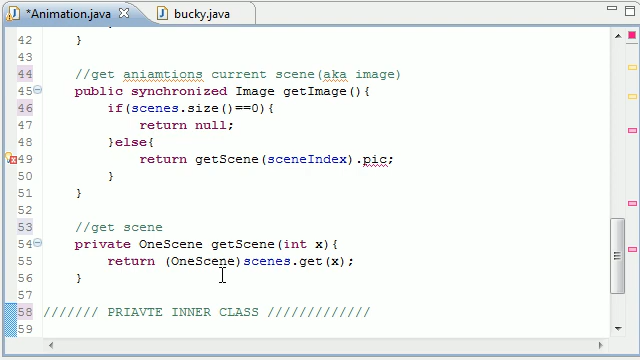 *Animation.java
bucky.java
42 }
43
44 //get aniamtions current scene(aka image)
45 public synchronized Image getImage(){
46 if(scenes.size()==0){
47 return null;
48 }else{
49 return getScene(sceneIndex).pic;
50 }
51 }
52
53 //get scene
54 private OneScene getScene(int x){
55 return (OneScene)scenes.get(x);
56 }
57
58 /////// PRIAVTE INNER CLASS /////////////
59